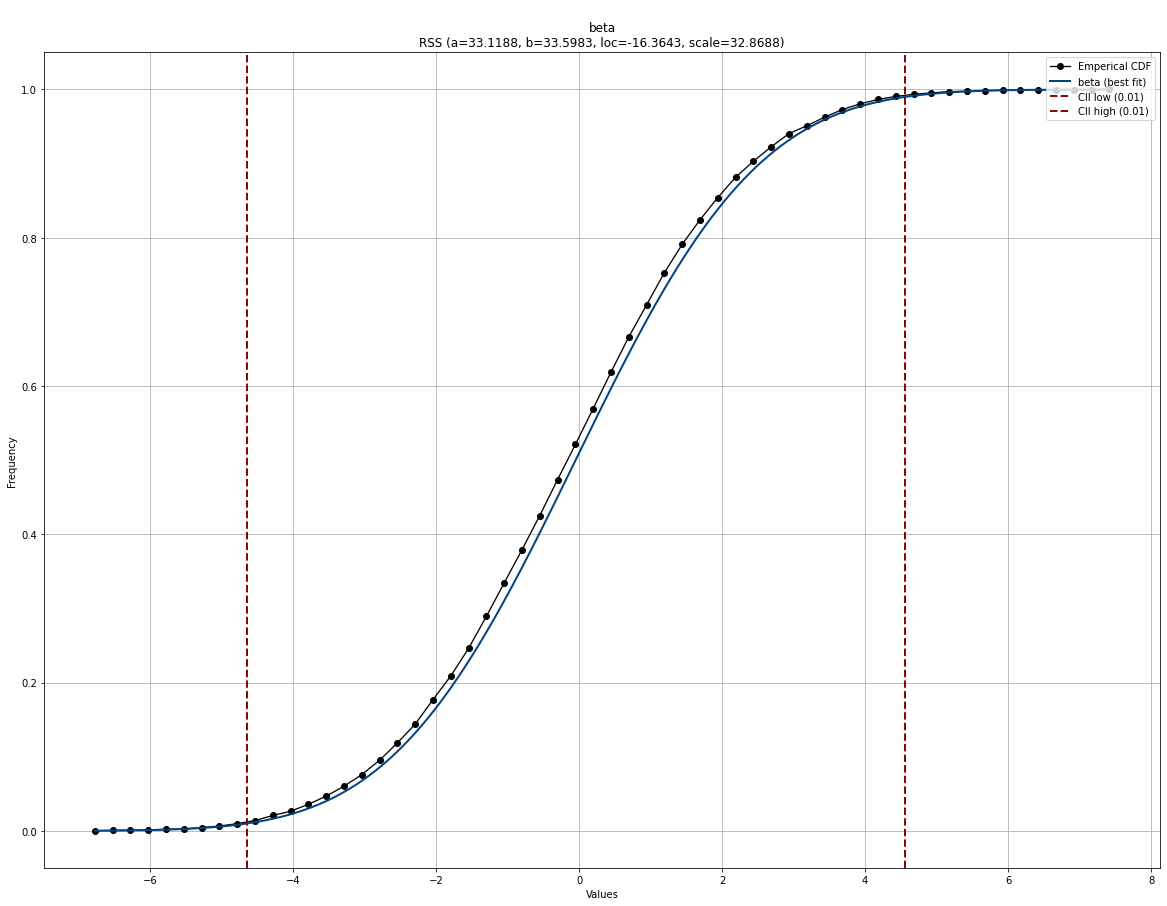 beta
RSS (a=33.1188, b=33.5983, loc=-16.3643, scale=32.8688)
Emperical CDF
beta (best fit)
CII low (0.01)
CII high (0.01)
1.0
0.8
0.6
0.4
0.2
0.0
Frequency
−6
−4
−2
0
2
4
6
8
Values